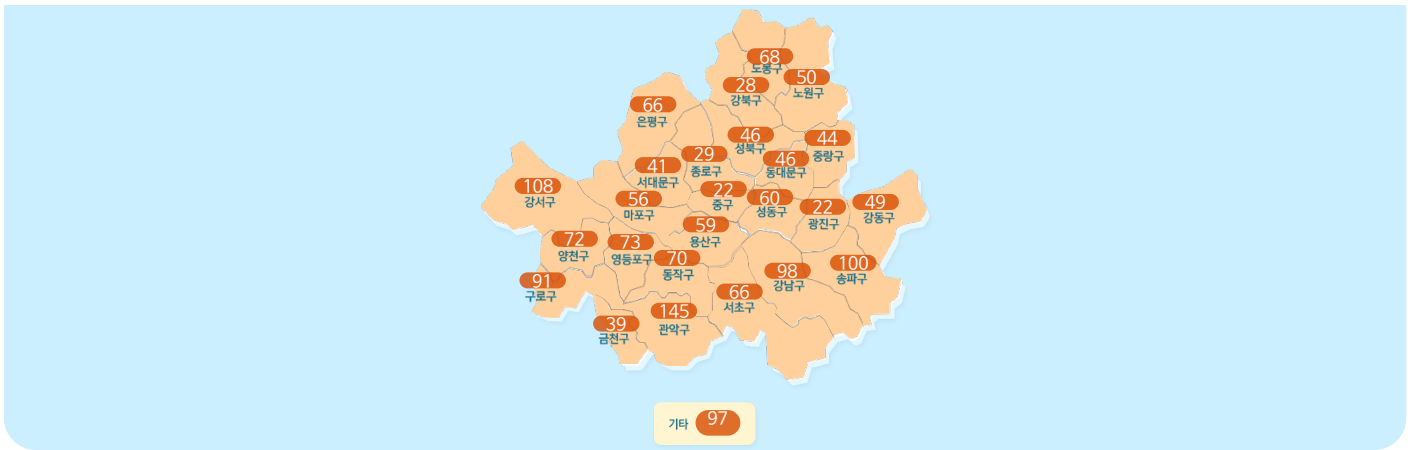 68
도봉구
50
노원구
28
강북구
66
은평구
46
성북구
44
중랑구
29
종로구
46
동대문구
41
서대문구
108
강서구
22
중구
56
마포구
60
성동구
22
광진구
49
강동구
59
용산구
72
양천구
73
영등포구
70
동작구
100
송파구
98
강남구
91
구로구
66
서초구
145
관악구
39
금천구
기타 97